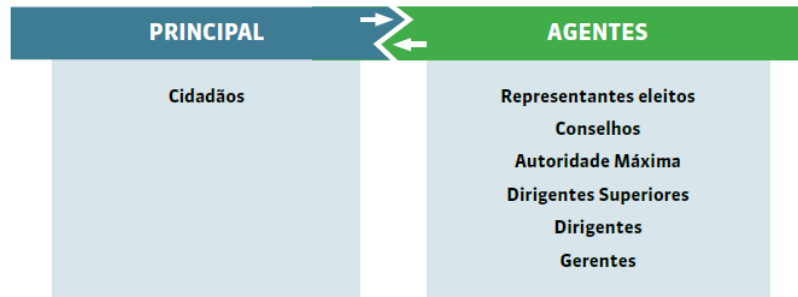 PRINCIPAL
AGENTES
Cidadãos
Representantes eleitos
Conselhos
Autoridade Máxima
Dirigentes Superiores
Dirigentes
Gerentes